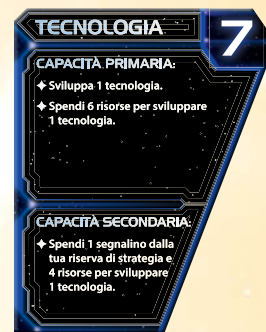 TECNOLOGIA
7
CAPACITÀ PRIMARIA:
✦ Sviluppa 1 tecnologia.
✦ Spendi 6 risorse per sviluppare
1 tecnologia.
CAPACITÀ SECONDARIA:
✦ Spendi 1 segnalino dalla
tua riserva di strategia e
4 risorse per sviluppare
1 tecnologia.